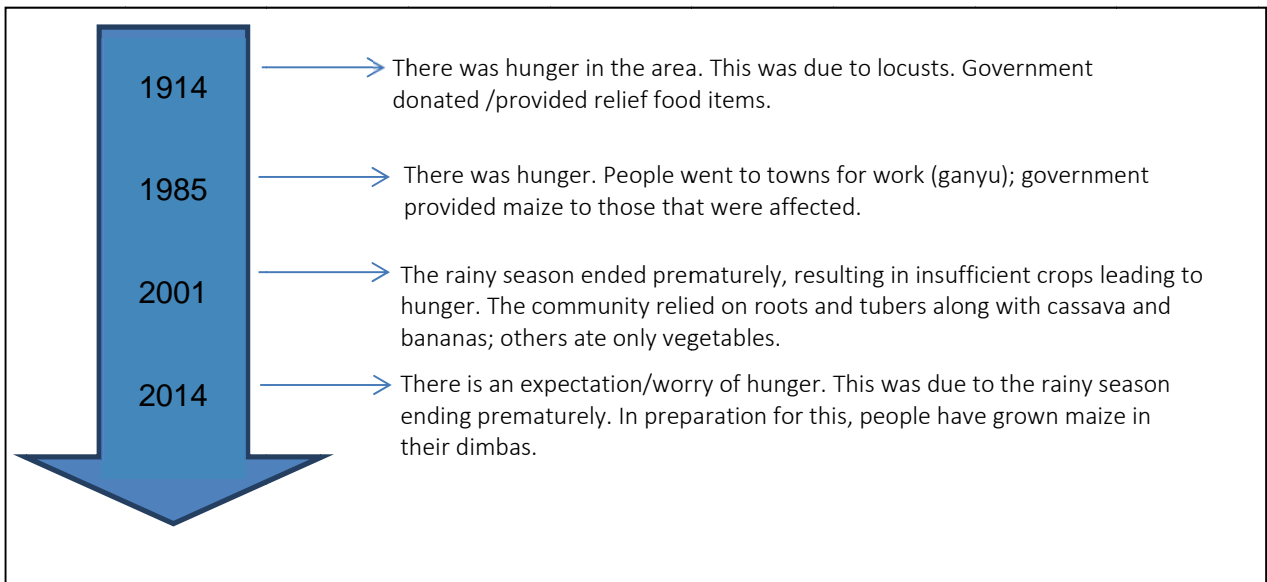 1914
There was hunger in the area. This was due to locusts. Government
donated /provided relief food items.
1985
There was hunger. People went to towns for work (ganyu); government
provided maize to those that were affected.
2001
The rainy season ended prematurely, resulting in insufficient crops leading to
hunger. The community relied on roots and tubers along with cassava and
bananas; others ate only vegetables.
2014
There is an expectation/worry of hunger. This was due to the rainy season
ending prematurely. In preparation for this, people have grown maize in
their dimbas.